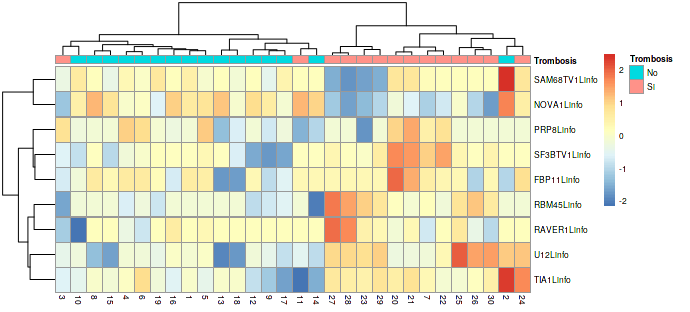 Trombosis
SAM68TV1Linfo
NOVA1Linfo
PRP8Linfo
SF3BTV1Linfo
FBP11Linfo
RBM45Linfo
RAVER1Linfo
U12Linfo
TIA1Linfo
3 10 8 15 4 6 19 16 1 5 13 18 12 9 17 11 14 27 28 23 29 20 21 7 22 25 26 30 2 24
2
1
0
-1
-2
Trombosis
No
Si